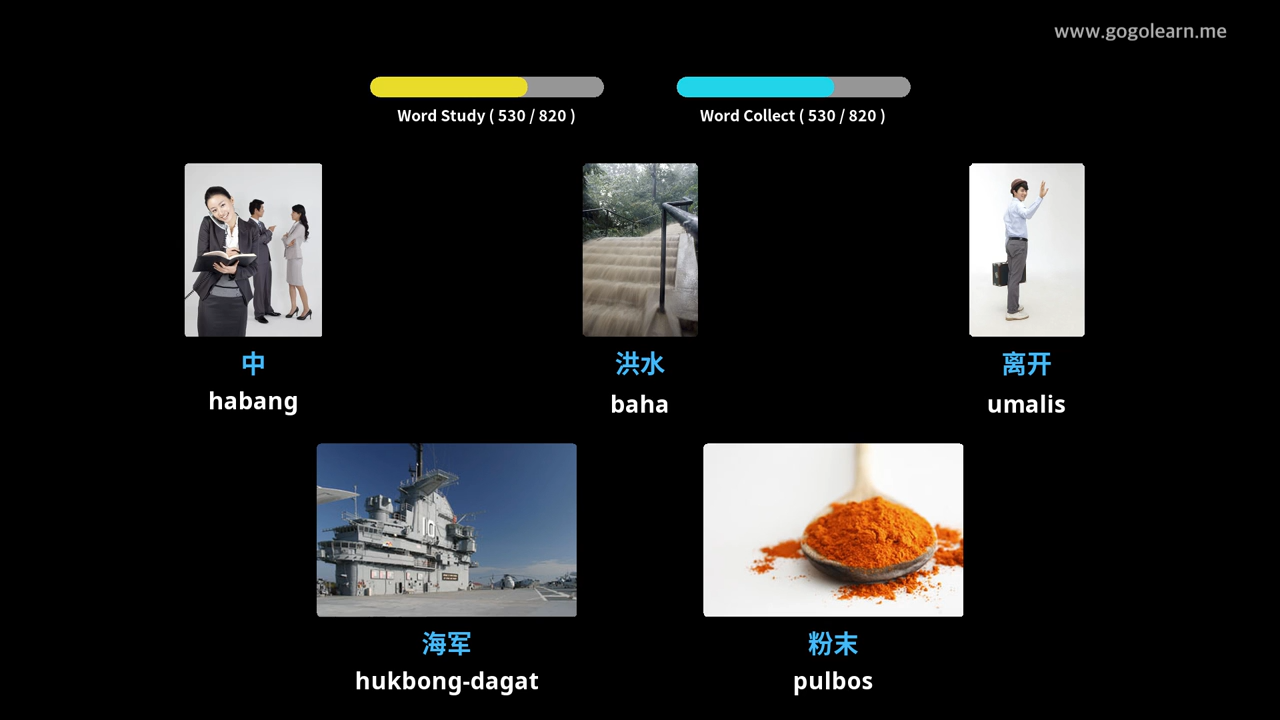 www.gogolearn.me
Word Study ( 530 / 820 )
Word Collect ( 530 / 820 )
中
habang
洪水
baha
离开
umalis
10
海军
hukbong-dagat
粉末
pulbos